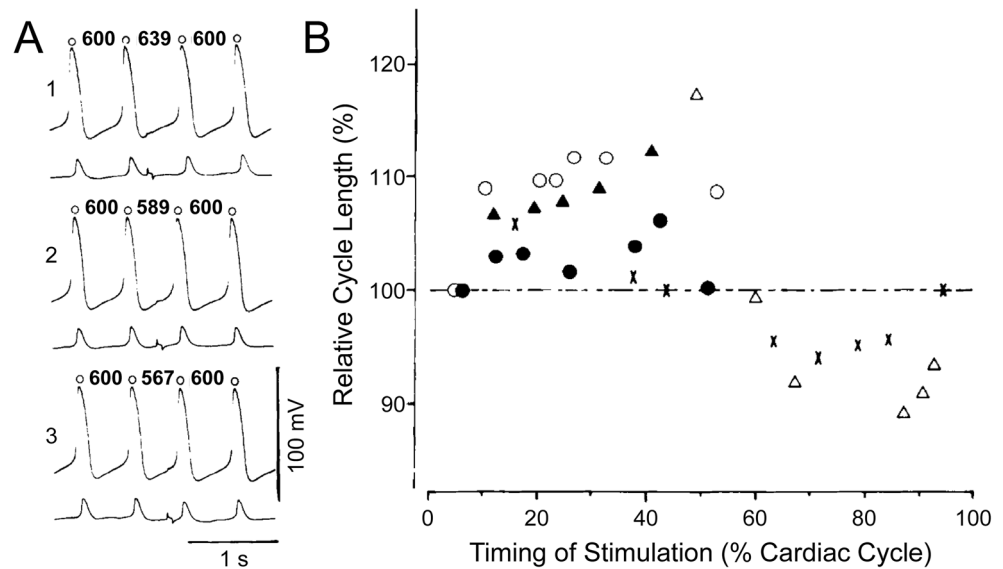 A
600 639 600
1
600 589 600
2
600 567 600
3
100 mV
1 s
B
Relative Cycle Length (%)
120
110
100
90
0 20 40 60 80 100
Timing of Stimulation (% Cardiac Cycle)